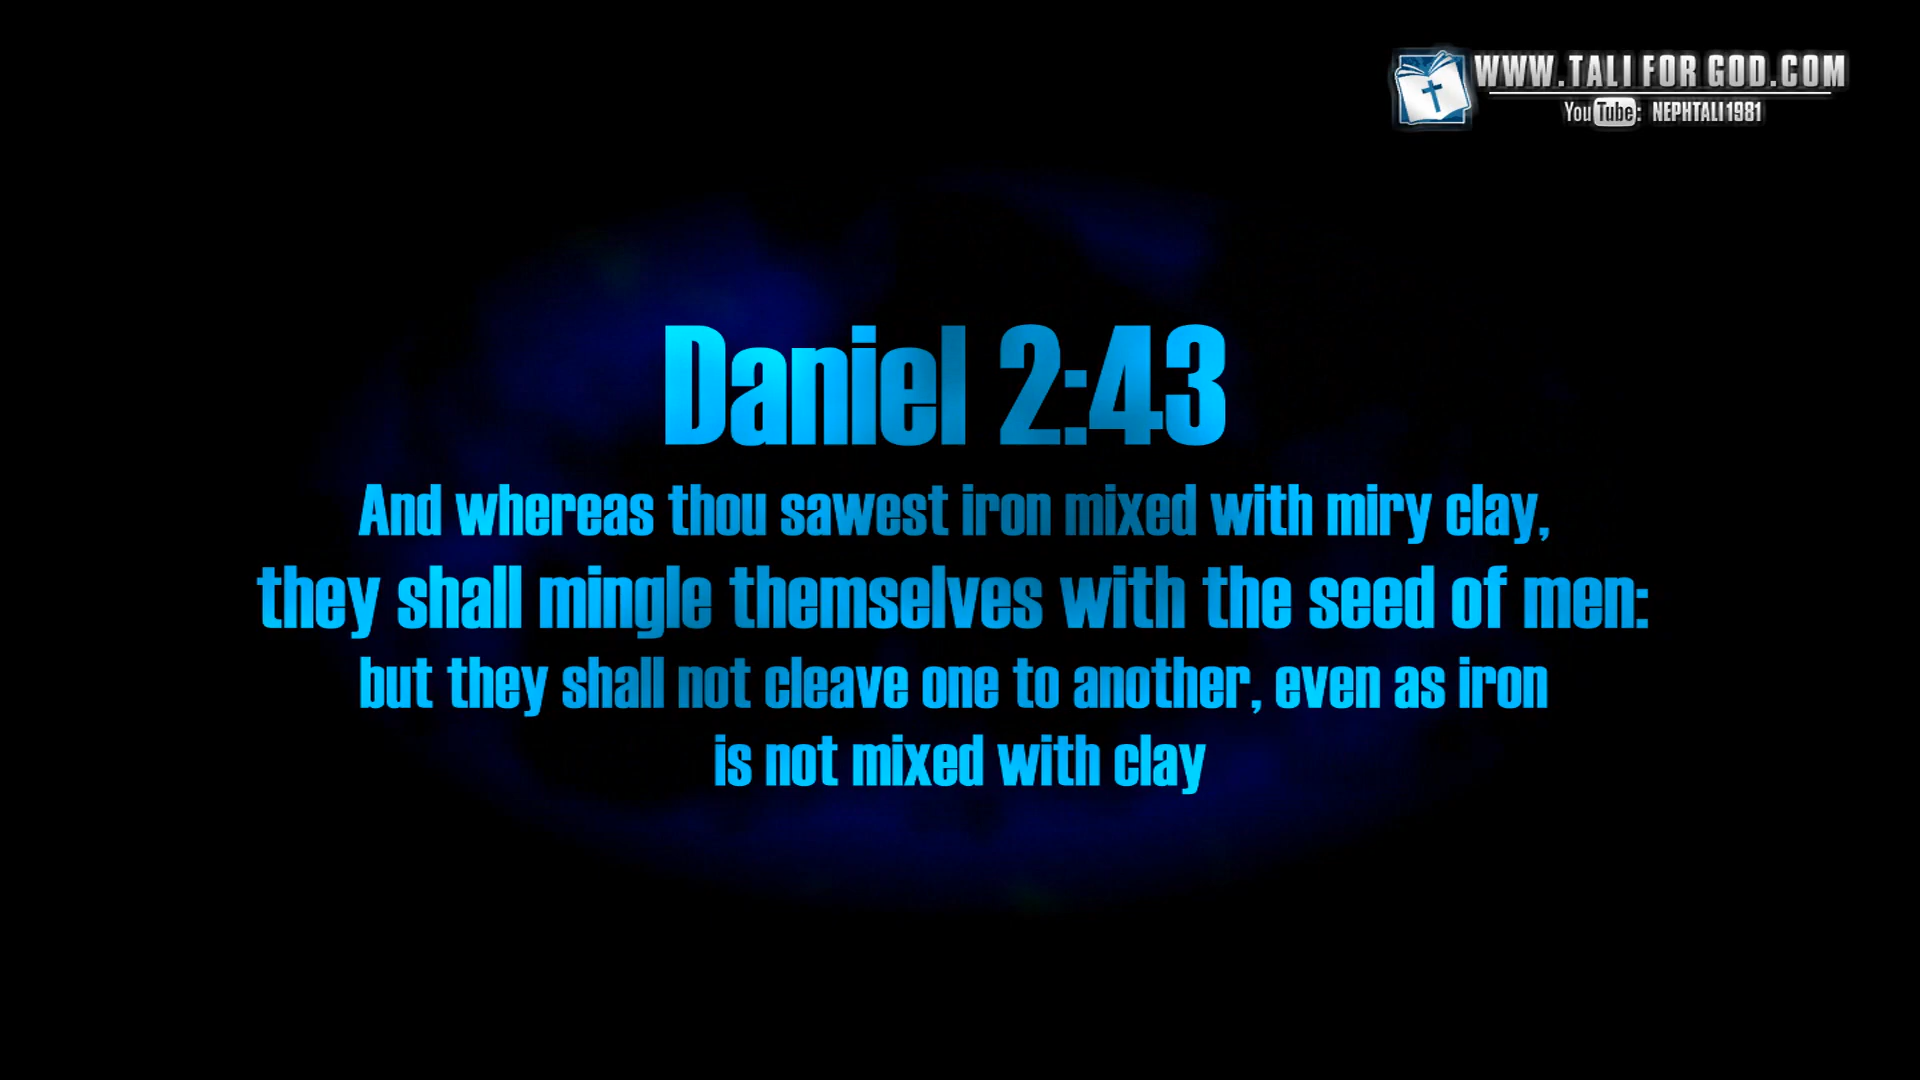 WWW.TALI FOR GOD.COM
YouTube: NEPHTALI1981
Daniel 2:43
And whereas thou sawest iron mixed with miry clay,
they shall mingle themselves with the seed of men:
but they shall not cleave one to another, even as iron
is not mixed with clay